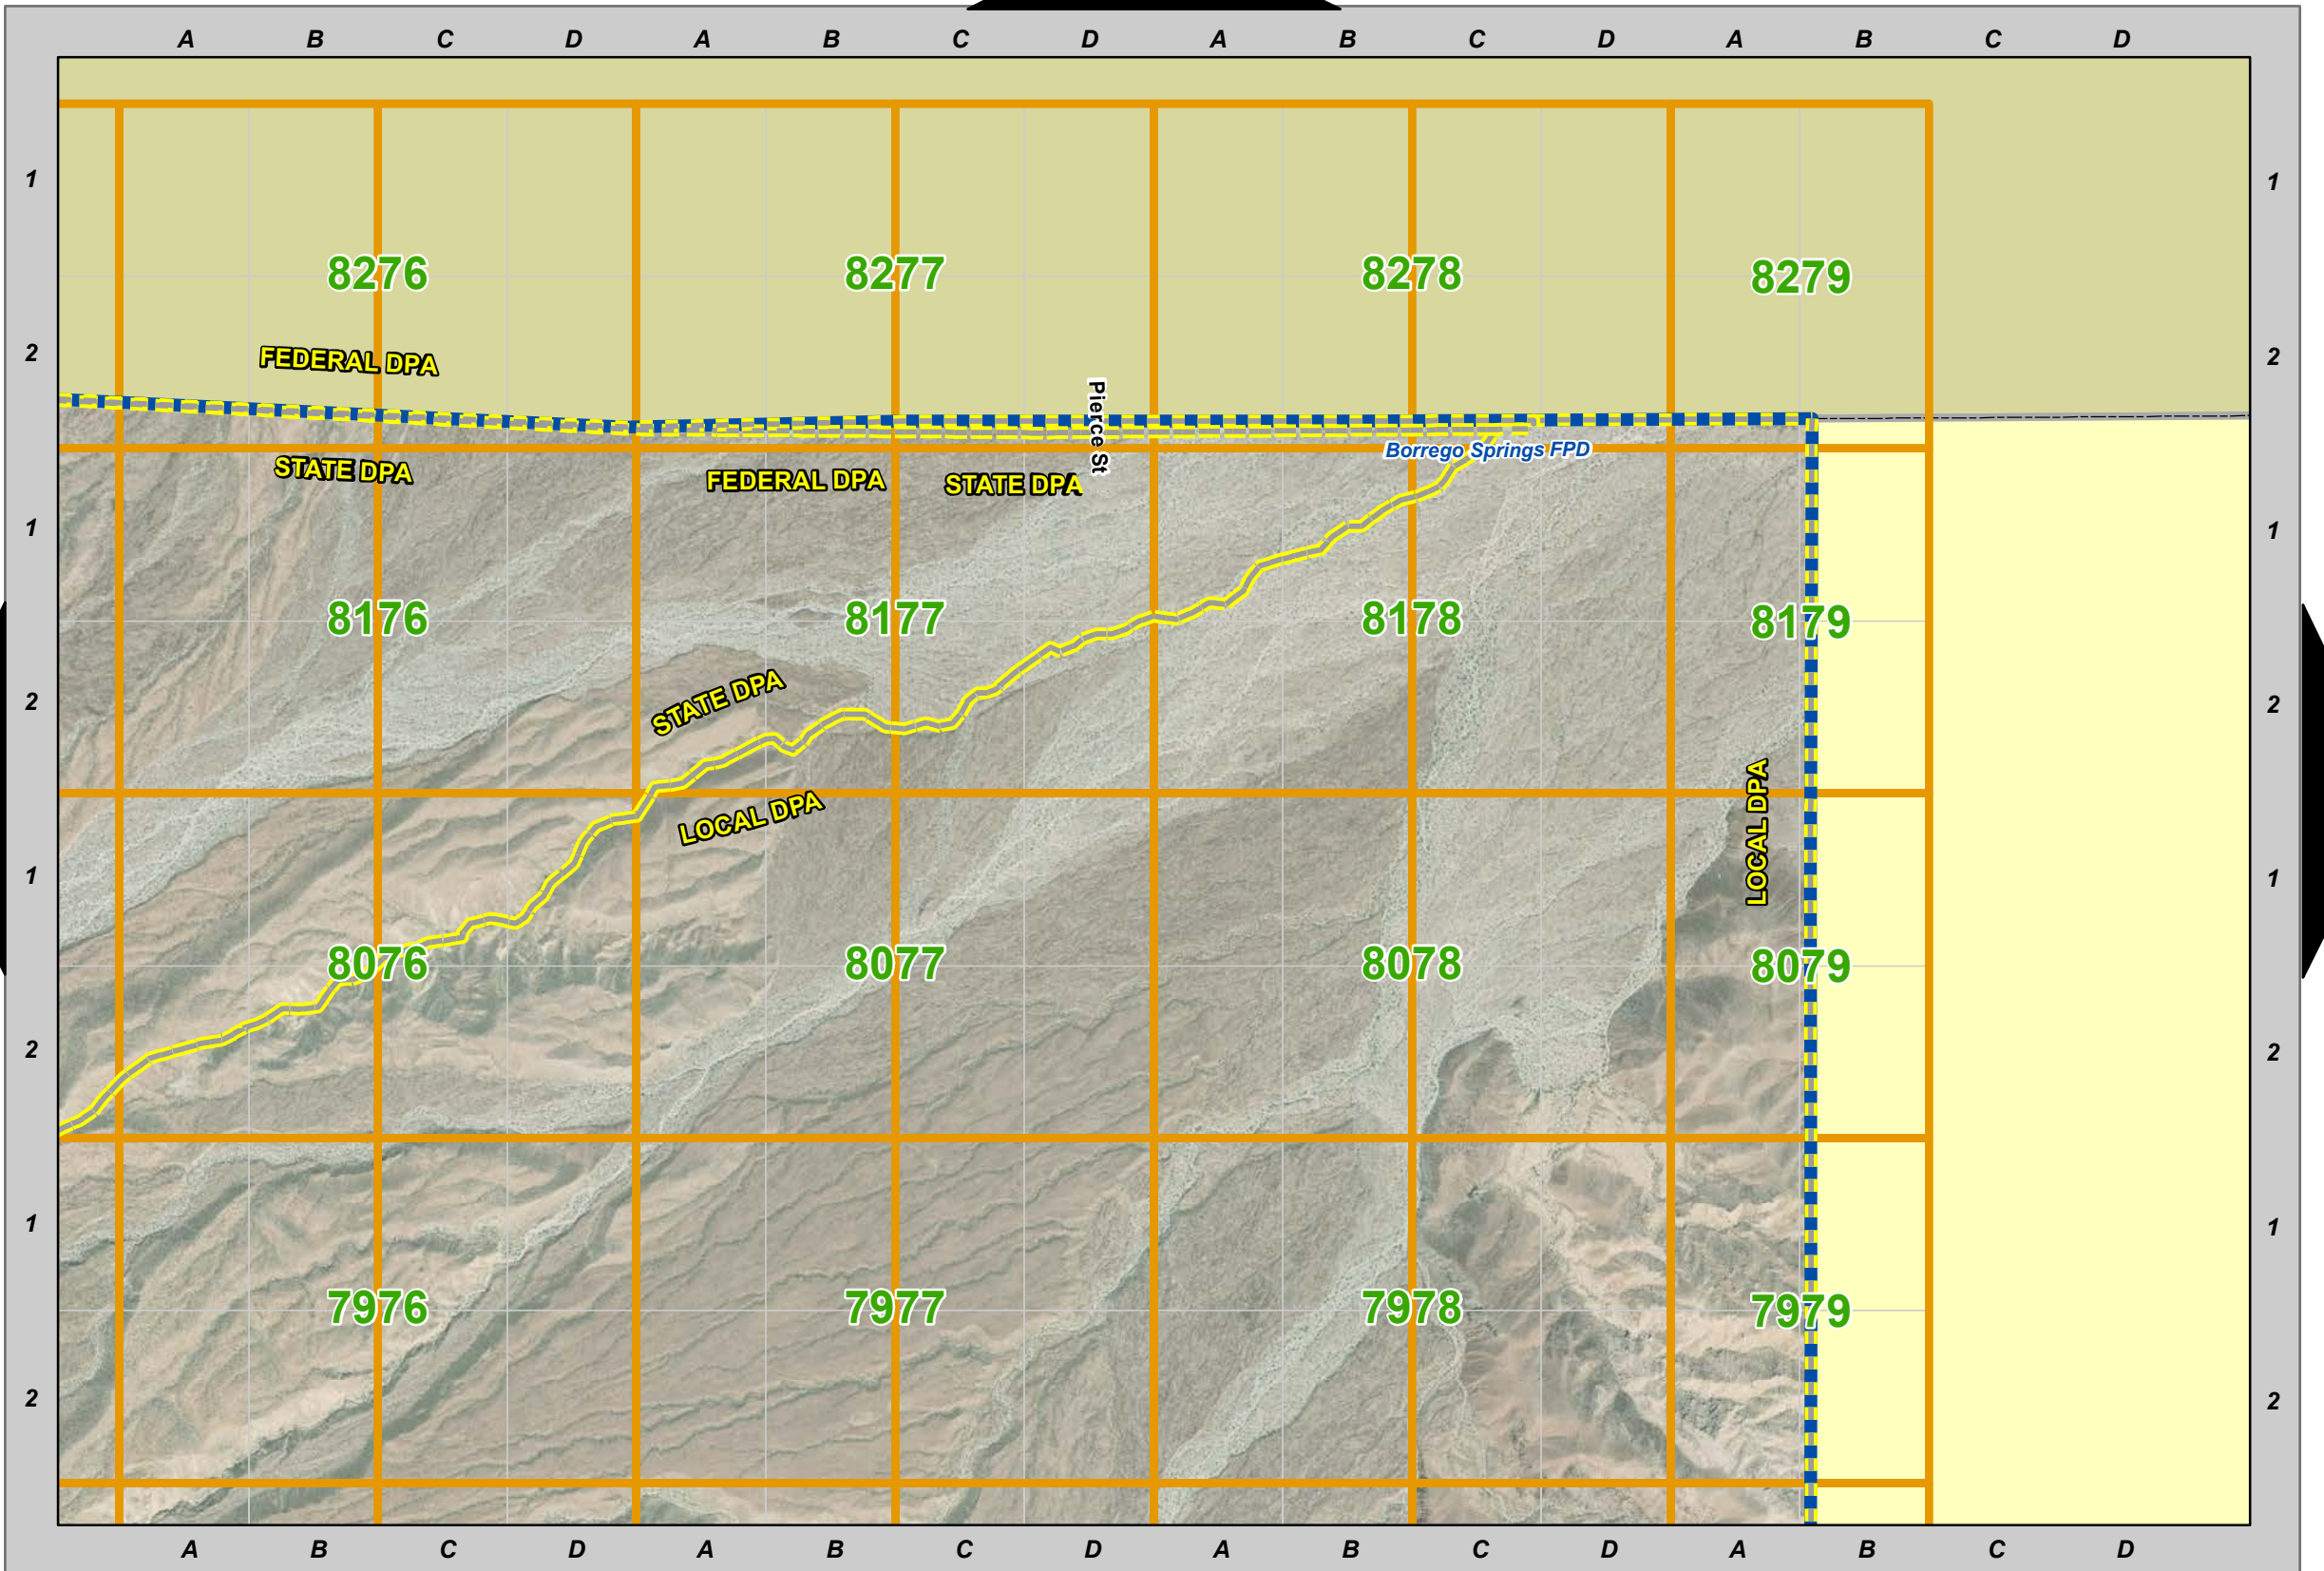 A B C D A B C D A B C D A B C D
1 1
8276 8277 8278 8279
2 2
FEDERAL DPA
Pierce St
Borrego Springs FPD
STATE DPA
FEDERAL DPA
STATE DPA
1 1
8176 8177 8178 8179
2 2
STATE DPA
LOCAL DPA
LOCAL DPA
1 1
8076 8077 8078 8079
2 2
1 1
7976 7977 7978 7979
2 2
A B C D A B C D A B C D A B C D